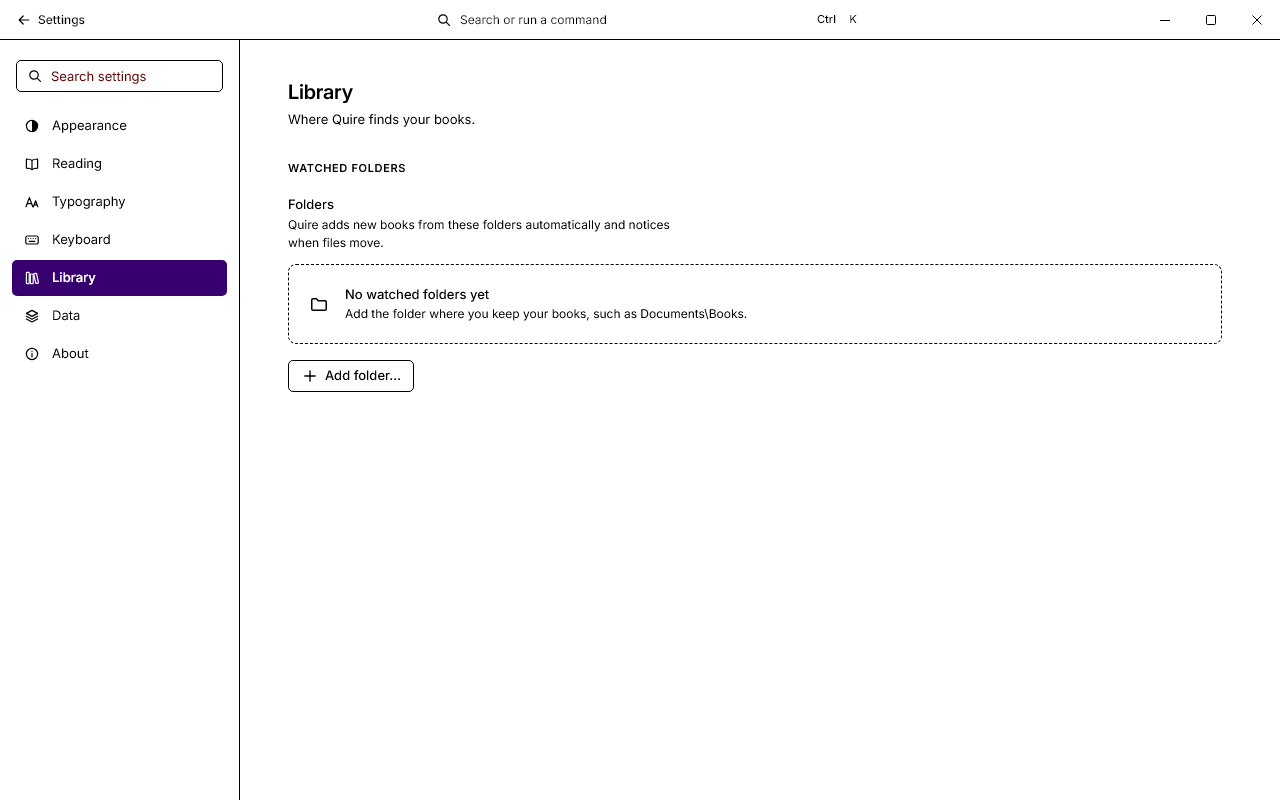 Settings
Search or run a command
Ctrl K
Search settings
Appearance
Reading
Typography
Keyboard
Library
Data
About
Library
Where Quire finds your books.
WATCHED FOLDERS
Folders
Quire adds new books from these folders automatically and notices
when files move.
No watched folders yet
Add the folder where you keep your books, such as Documents\Books.
Add folder...